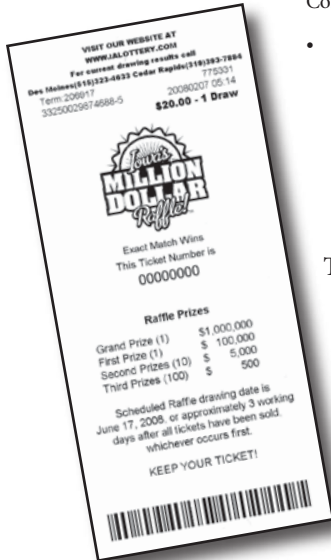 Co
•
T
VISIT OUR WEBSITE AT
WWW.IALOTTERY.COM
For current drawing results call
Des Moines(515)323-4633 Cedar Rapids(319)393-7894
Term:206917 775331
33250029874688-5 20080207 05:14
$20.00 - 1 Draw
Iowa's
MILLION
DOLLAR
Raffle!
Exact Match Wins
This Ticket Number is
00000000
Raffle Prizes
Grand Prize (1) $1,000,000
First Prize (1) $ 100,000
Second Prizes (10) $ 5,000
Third Prizes (100) $ 500
Scheduled Raffle drawing date is
June 17, 2008, or approximately 3 working
days after all tickets have been sold,
whichever occurs first.
KEEP YOUR TICKET!